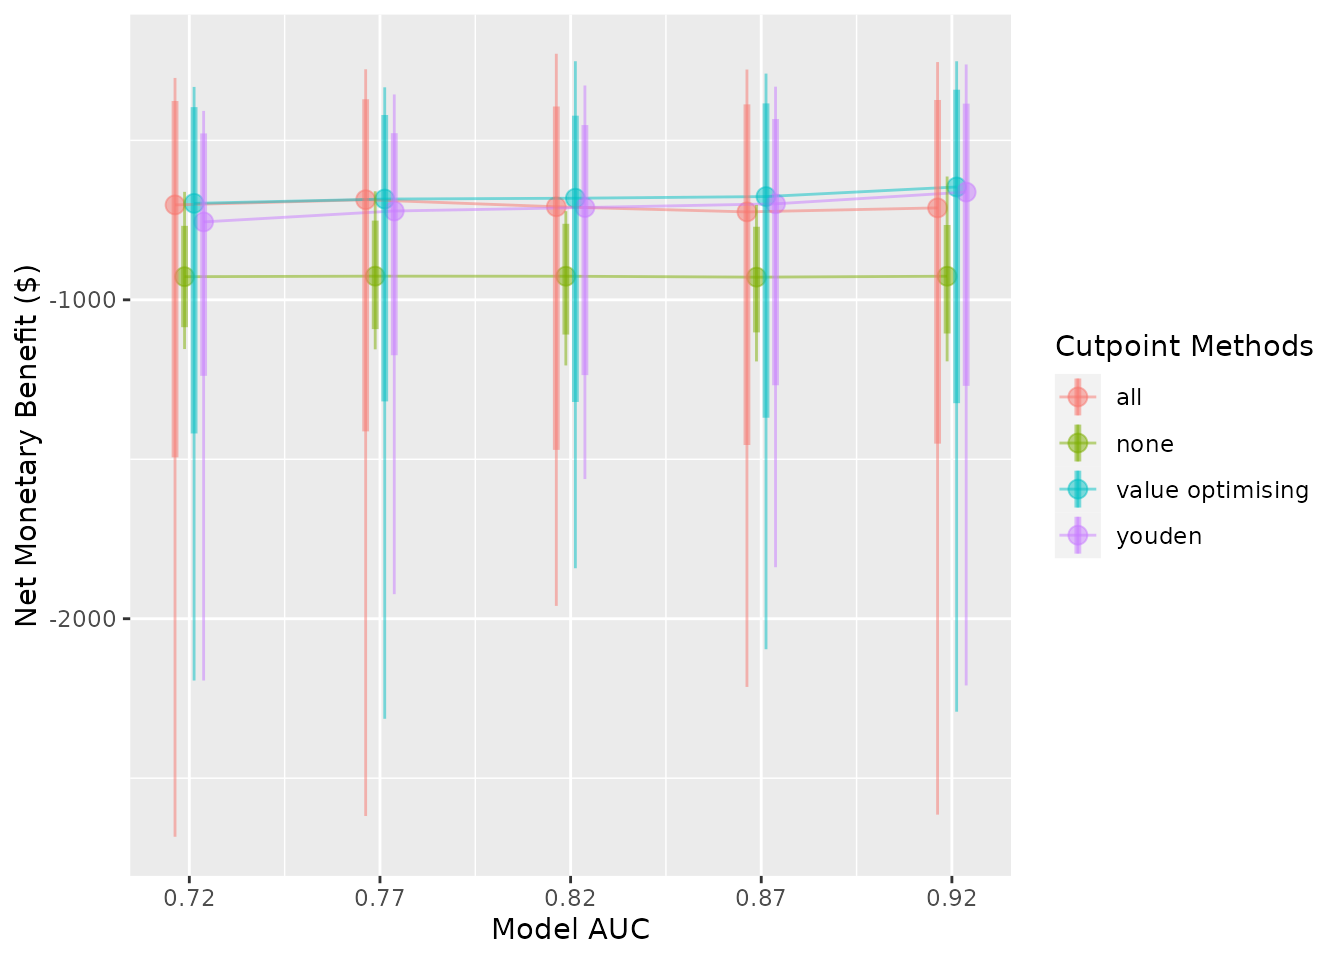 Net Monetary Benefit ($)
-1000
-2000
0.72
0.77
0.82
0.87
0.92
Model AUC
Cutpoint Methods
all
none
value optimising
youden